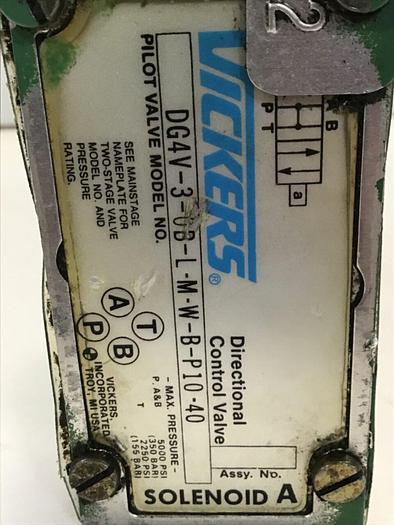 2
VICKERS®
PILOT VALVE MODEL NO.
DG4V-3-0B-L-M-W-B-P10-40
SEE MAINSTAGE
NAMEPLATE FOR
TWO-STAGE VALVE
MODEL NO. AND
PRESSURE
RATING.
B
P T
a
Directional
Control Valve
Assy. No.
- MAX. PRESSURE -
P, A&B
5000 PSI
(350 BAR)
T
2250 PSI
(155 BAR)
T
A B
P
VICKERS
INCORPORATED
TROY, MI USA
SOLENOID A